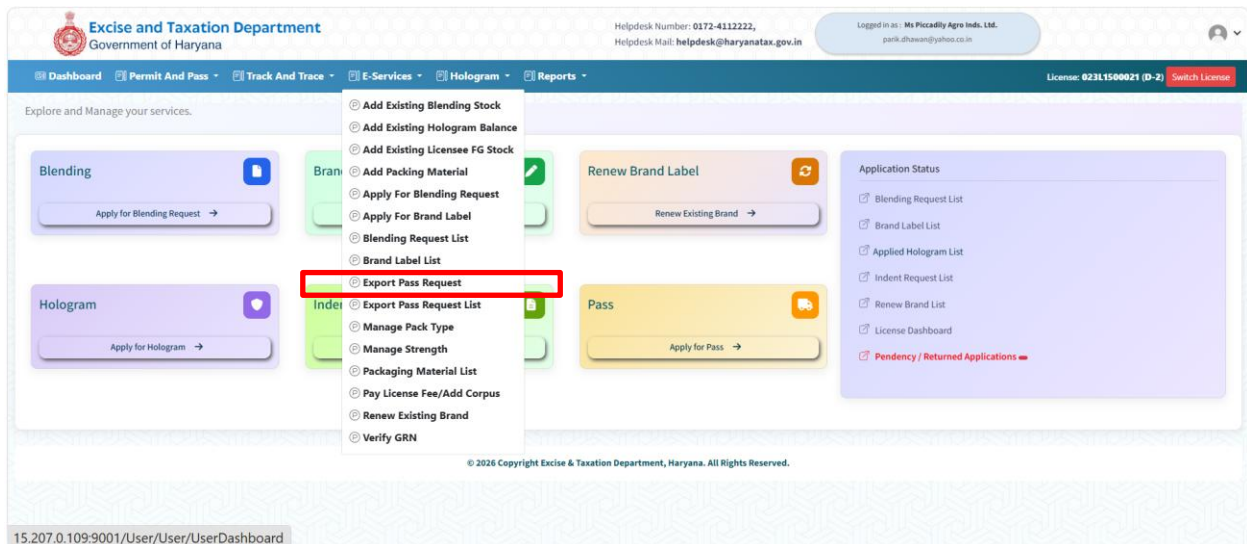 Excise and Taxation Department
Government of Haryana
Helpdesk Number: 0172-4112222,
Helpdesk Mail: helpdesk@haryanatax.gov.in
Logged in as : Ms Piccadily Agro Inds. Ltd.
parik.dhawan@yahoo.co.in
Dashboard Permit And Pass Track And Trace E-Services Hologram Reports License: 023L1500021 (D-2) Switch License
Explore and Manage your services.
Add Existing Blending Stock
Add Existing Hologram Balance
Add Existing Licensee FG Stock
Add Packing Material
Apply For Blending Request
Apply For Brand Label
Blending Request List
Brand Label List
Export Pass Request
Export Pass Request List
Manage Pack Type
Manage Strength
Packaging Material List
Pay License Fee/Add Corpus
Renew Existing Brand
Verify GRN
Blending
Apply for Blending Request →
Bran
Renew Brand Label
Renew Existing Brand →
Hologram
Apply for Hologram →
Inde
Pass
Apply for Pass →
Application Status
Blending Request List
Brand Label List
Applied Hologram List
Indent Request List
Renew Brand List
License Dashboard
Pendency / Returned Applications
© 2026 Copyright Excise & Taxation Department, Haryana. All Rights Reserved.
15.207.0.109:9001/User/User/UserDashboard